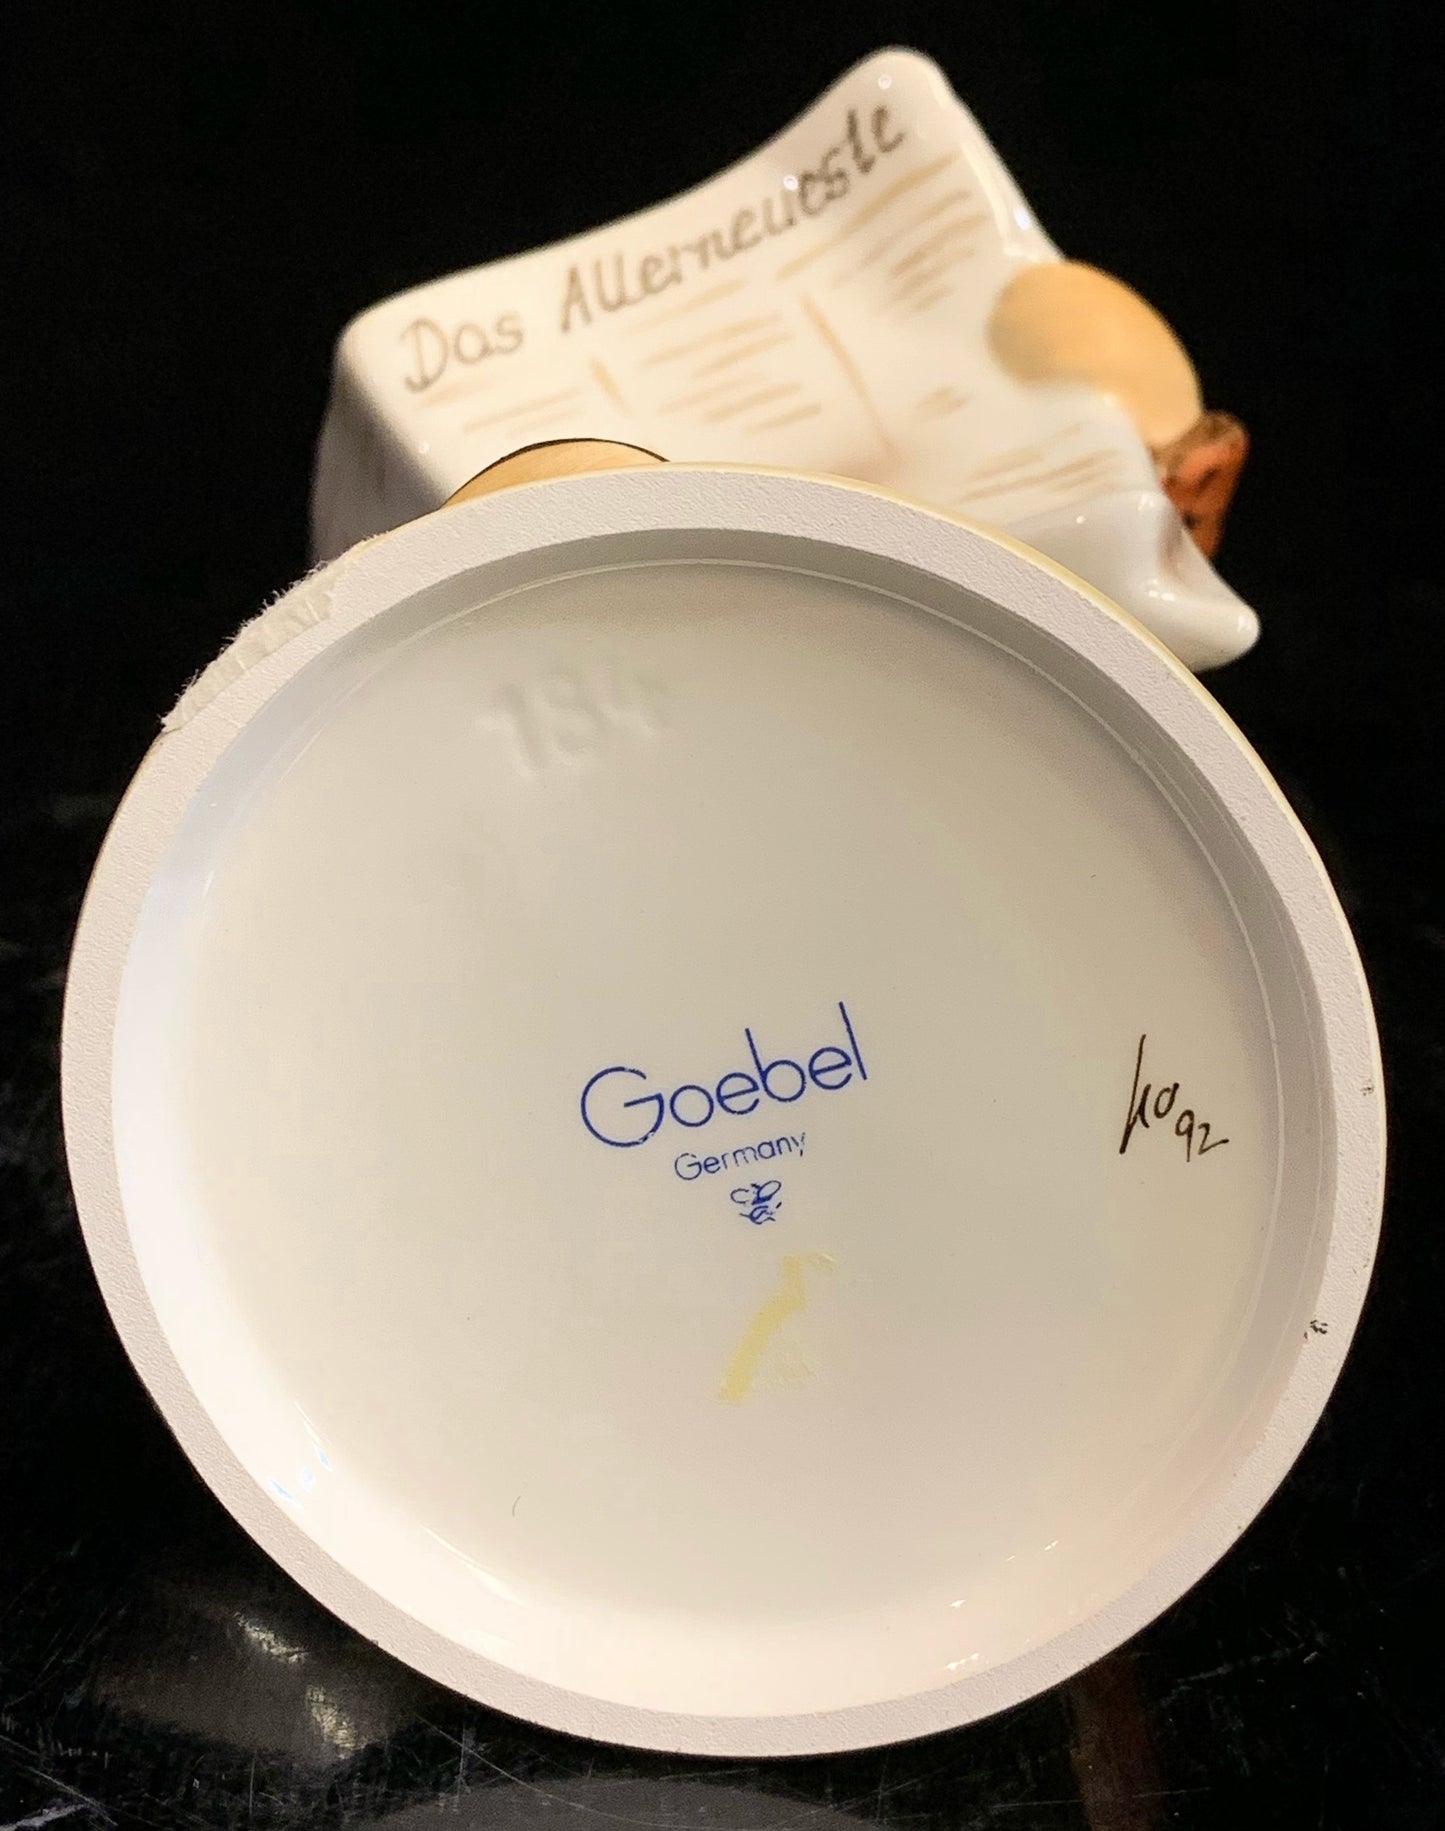 Das Allerneueste
184
Goebel
Germany
92